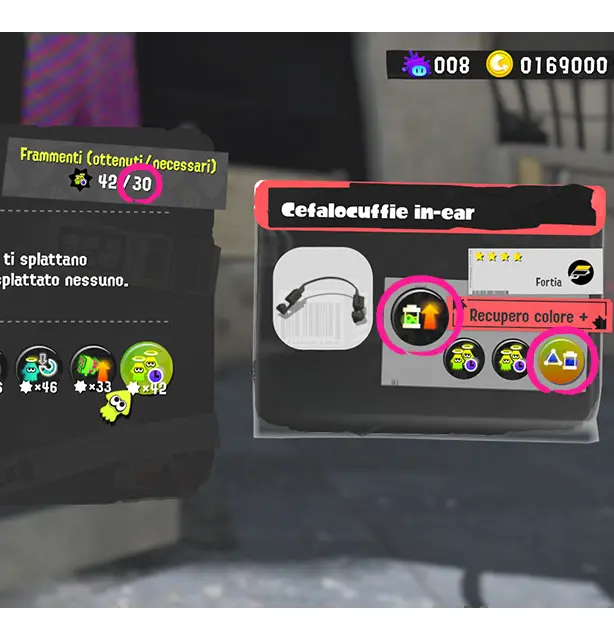 008 0169000
Frammenti (ottenuti/necessari)
42/30
ti splattano
splattato nessuno.
×46 ×33 ×42
Cefalocuffie in-ear
Fortia
Recupero colore +